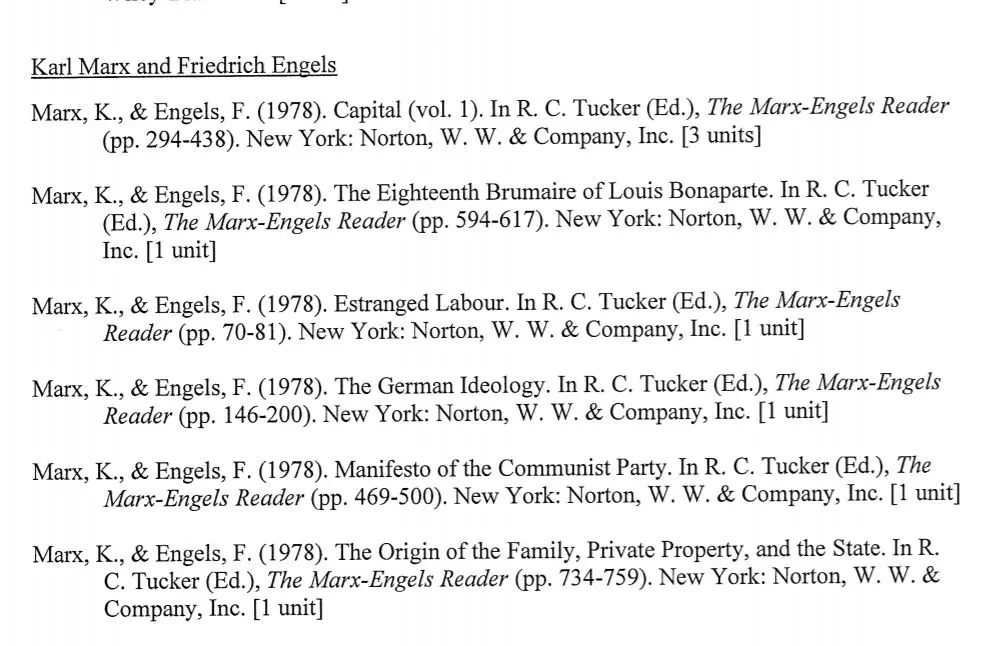 Karl Marx and Friedrich Engels
Marx, K., & Engels, F. (1978). Capital (vol. 1). In R. C. Tucker (Ed.), The Marx-Engels Reader
(pp. 294-438). New York: Norton, W. W. & Company, Inc. [3 units]
Marx, K., & Engels, F. (1978). The Eighteenth Brumaire of Louis Bonaparte. In R. C. Tucker
(Ed.), The Marx-Engels Reader (pp. 594-617). New York: Norton, W. W. & Company,
Inc. [1 unit]
Marx, K., & Engels, F. (1978). Estranged Labour. In R. C. Tucker (Ed.), The Marx-Engels
Reader (pp. 70-81). New York: Norton, W. W. & Company, Inc. [1 unit]
Marx, K., & Engels, F. (1978). The German Ideology. In R. C. Tucker (Ed.), The Marx-Engels
Reader (pp. 146-200). New York: Norton, W. W. & Company, Inc. [1 unit]
Marx, K., & Engels, F. (1978). Manifesto of the Communist Party. In R. C. Tucker (Ed.), The
Marx-Engels Reader (pp. 469-500). New York: Norton, W. W. & Company, Inc. [1 unit]
Marx, K., & Engels, F. (1978). The Origin of the Family, Private Property, and the State. In R.
C. Tucker (Ed.), The Marx-Engels Reader (pp. 734-759). New York: Norton, W. W. &
Company, Inc. [1 unit]